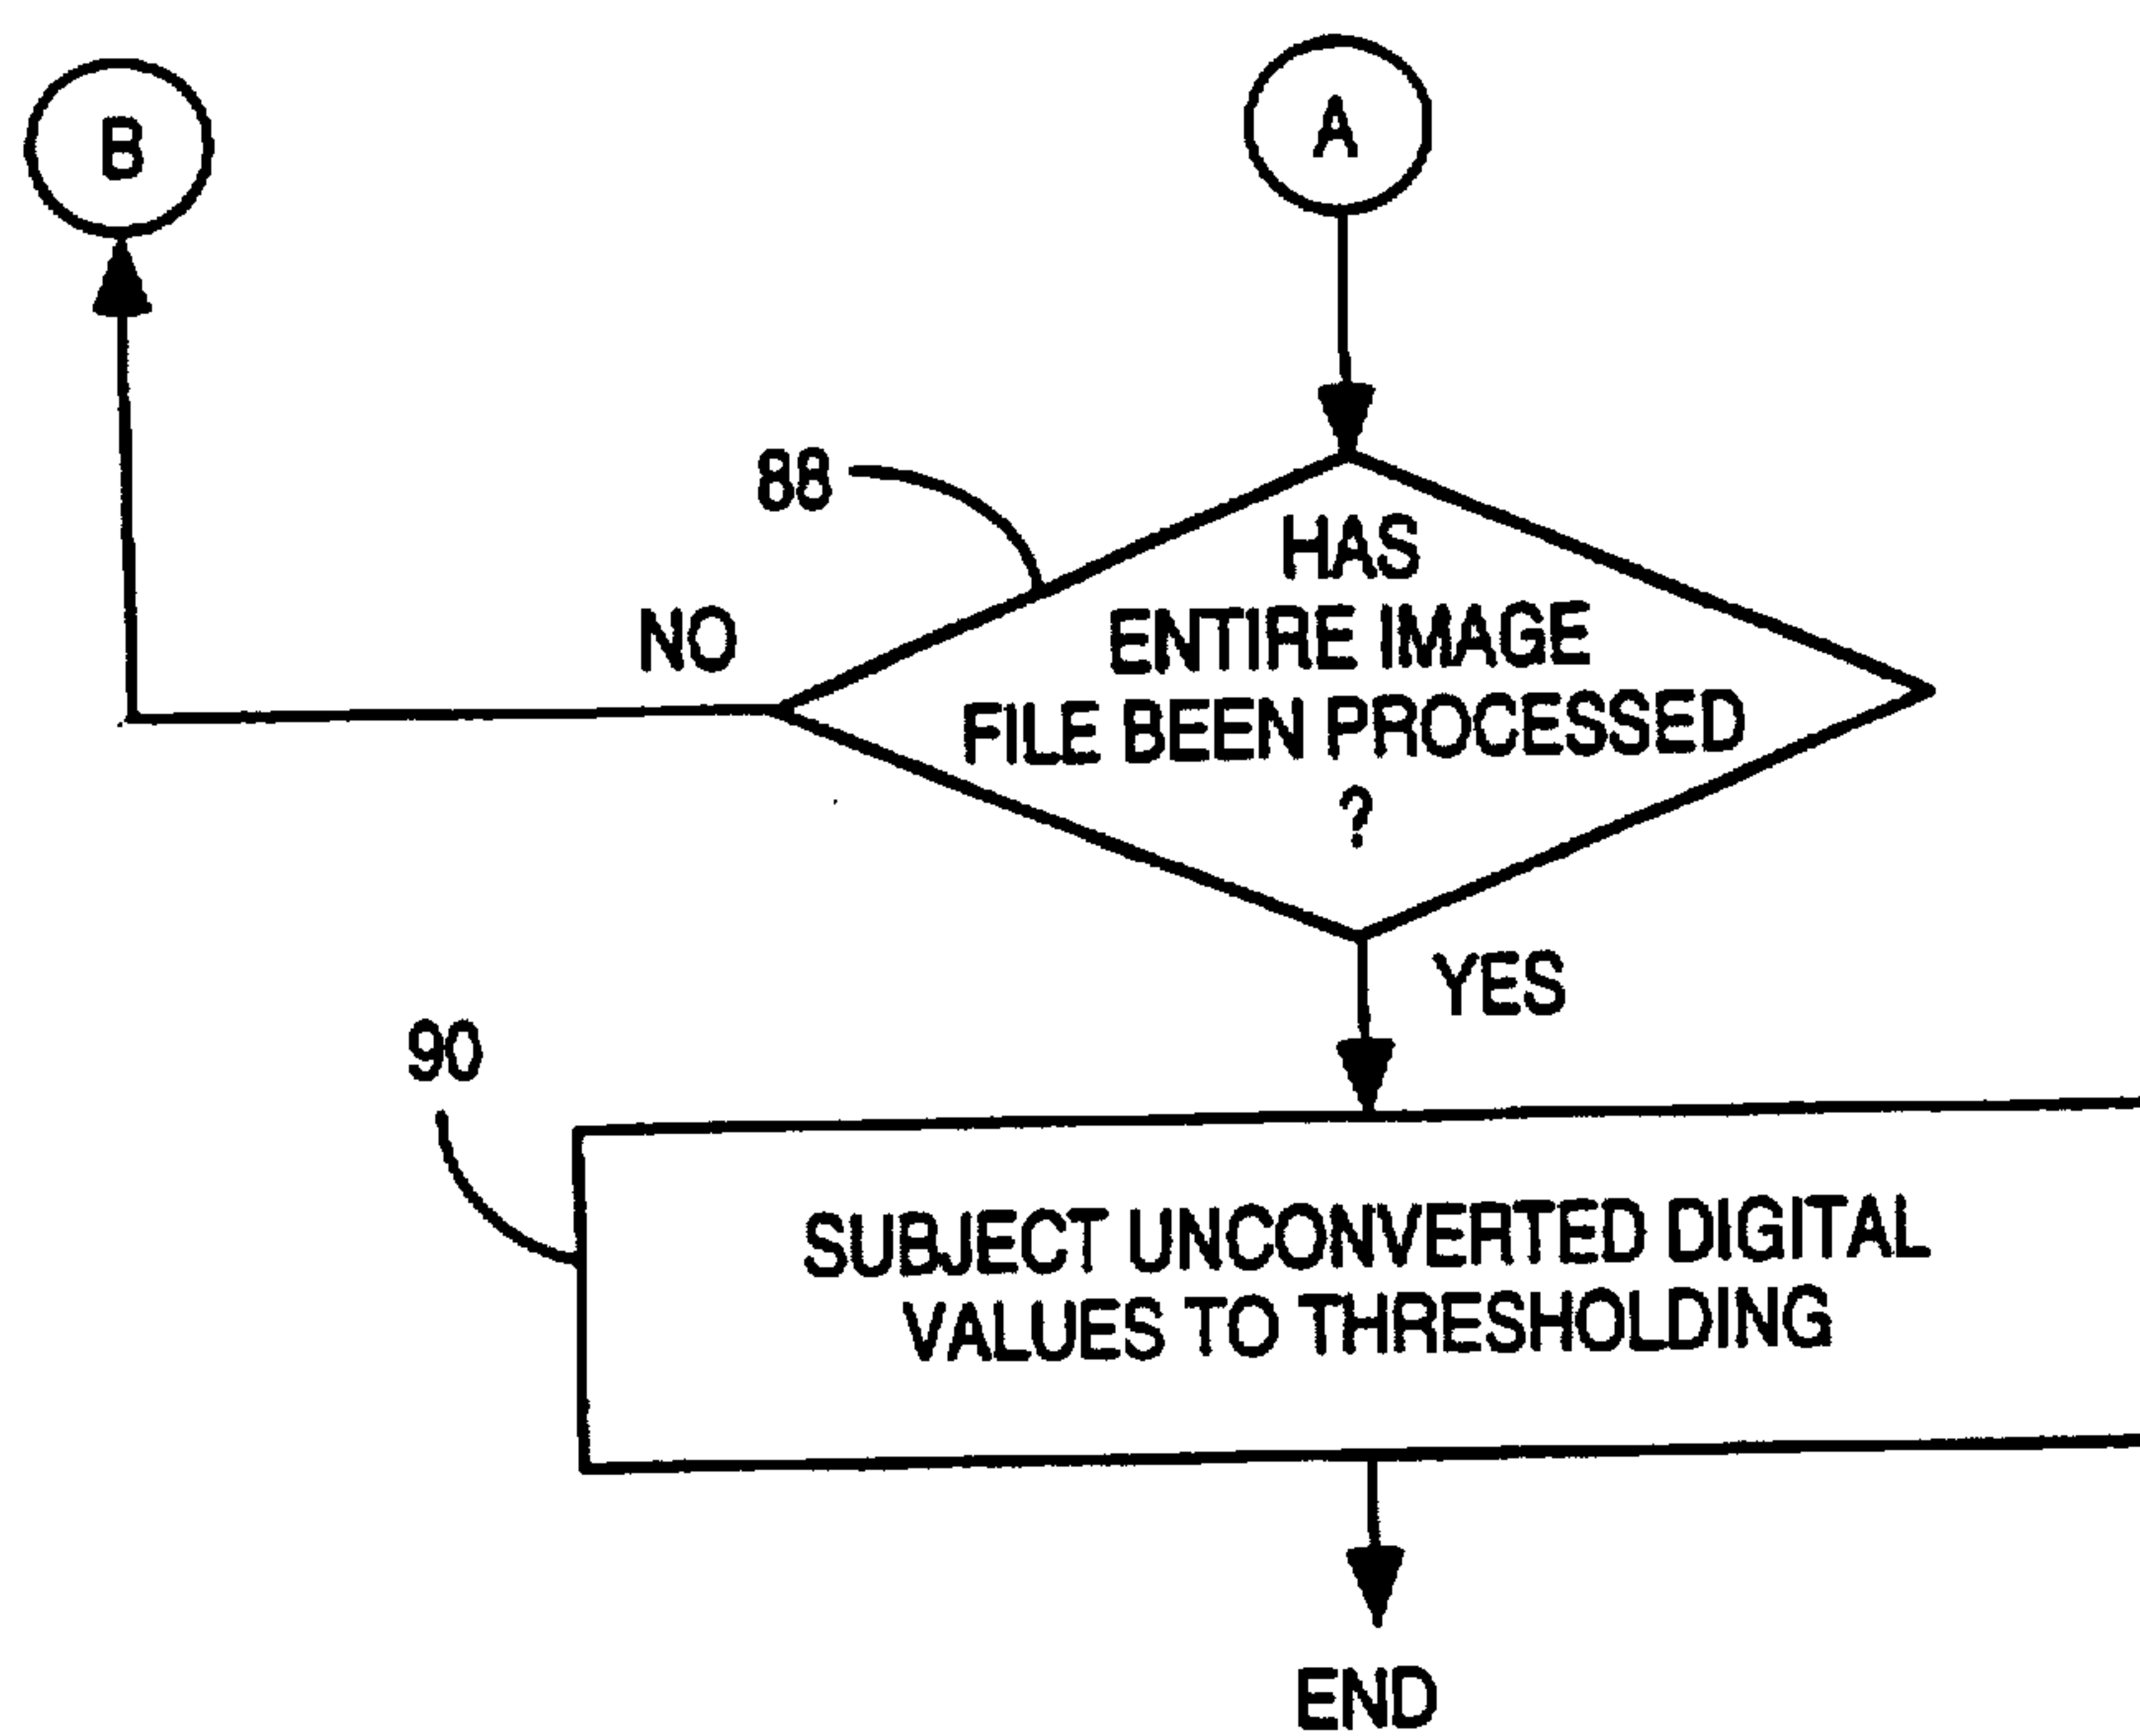 B
A
88
HAS
ENTIRE IMAGE
FILE BEEN PROCESSED
?
NO
YES
90
SUBJECT UNCONVERTED DIGITAL
VALUES TO THRESHOLDING
END